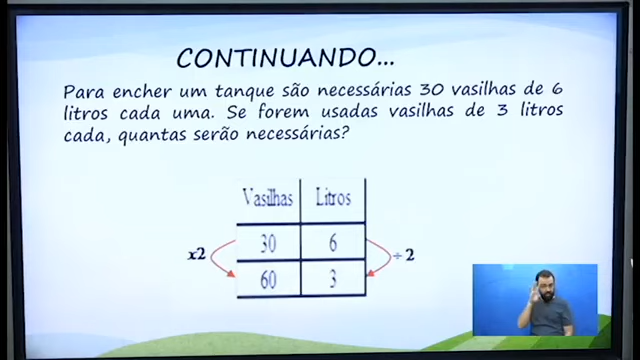 CONTINUANDO...
Para encher um tanque são necessárias 30 vasilhas de 6
litros cada uma. Se forem usadas vasilhas de 3 litros
cada, quantas serão necessárias?
Vasilhas Litros
x2 30 6 ÷ 2
60 3